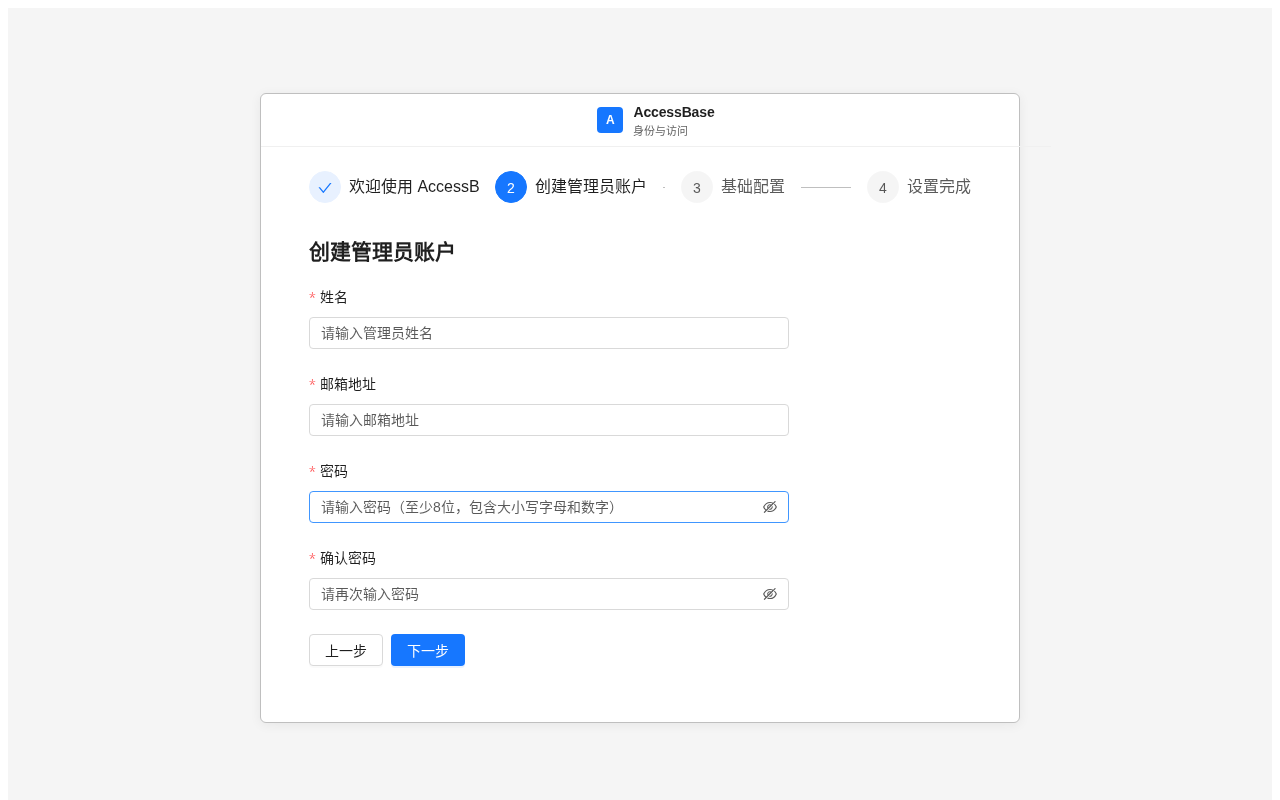 A
AccessBase
身份与访问
欢迎使用 AccessB
2
创建管理员账户
3
基础配置
4
设置完成
创建管理员账户
* 姓名
请输入管理员姓名
* 邮箱地址
请输入邮箱地址
* 密码
请输入密码（至少8位，包含大小写字母和数字）
* 确认密码
请再次输入密码
上一步
下一步